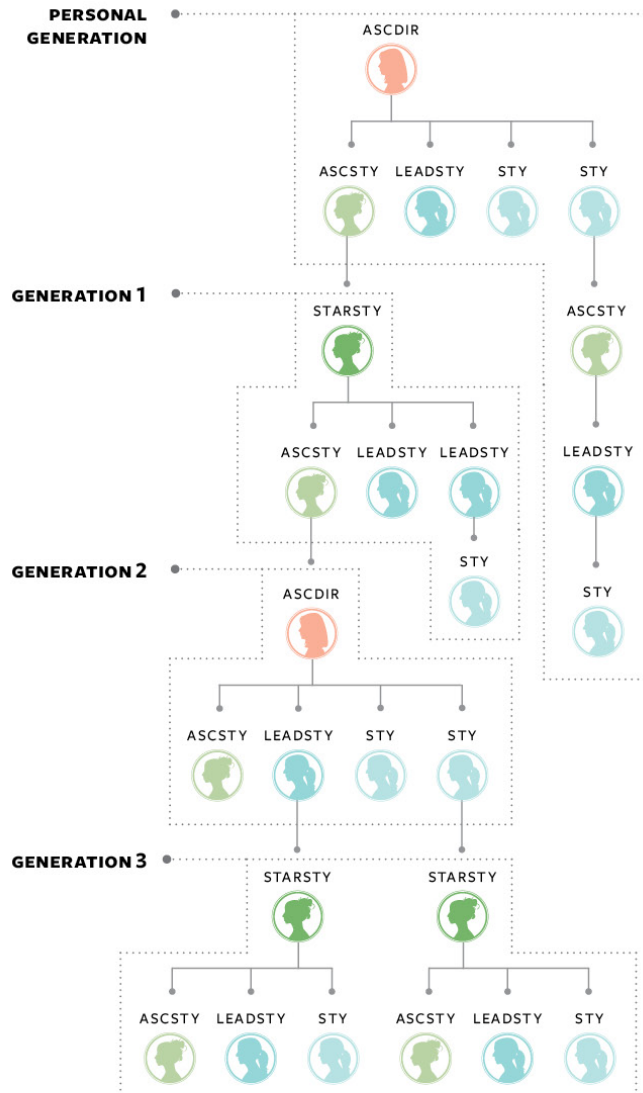 PERSONAL
GENERATION
ASCDIR
ASCSTY LEADSTY STY STY
GENERATION 1
STARSTY ASCSTY
ASCSTY LEADSTY LEADSTY LEADSTY
STY
GENERATION 2
ASCDIR STY
ASCSTY LEADSTY STY STY
GENERATION 3
STARSTY STARSTY
ASCSTY LEADSTY STY ASCSTY LEADSTY STY